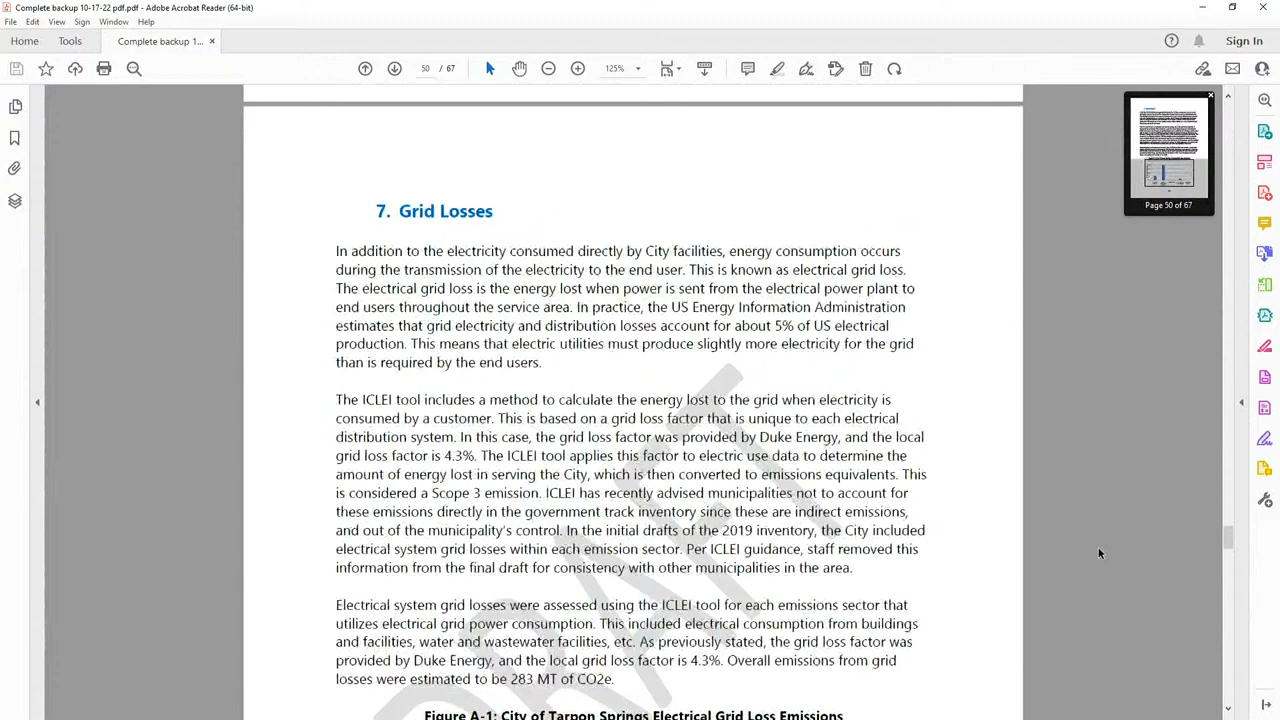 Complete backup 10-17-22 pdf.pdf - Adobe Acrobat Reader (64-bit)
File Edit View Sign Window Help
Home Tools Complete backup 1... × Sign In
50 / 67 125%
7. Grid Losses
In addition to the electricity consumed directly by City facilities, energy consumption occurs
during the transmission of the electricity to the end user. This is known as electrical grid loss.
The electrical grid loss is the energy lost when power is sent from the electrical power plant to
end users throughout the service area. In practice, the US Energy Information Administration
estimates that grid electricity and distribution losses account for about 5% of US electrical
production. This means that electric utilities must produce slightly more electricity for the grid
than is required by the end users.
The ICLEI tool includes a method to calculate the energy lost to the grid when electricity is
consumed by a customer. This is based on a grid loss factor that is unique to each electrical
distribution system. In this case, the grid loss factor was provided by Duke Energy, and the local
grid loss factor is 4.3%. The ICLEI tool applies this factor to electric use data to determine the
amount of energy lost in serving the City, which is then converted to emissions equivalents. This
is considered a Scope 3 emission. ICLEI has recently advised municipalities not to account for
these emissions directly in the government track inventory since these are indirect emissions,
and out of the municipality's control. In the initial drafts of the 2019 inventory, the City included
electrical system grid losses within each emission sector. Per ICLEI guidance, staff removed this
information from the final draft for consistency with other municipalities in the area.
Electrical system grid losses were assessed using the ICLEI tool for each emissions sector that
utilizes electrical grid power consumption. This included electrical consumption from buildings
and facilities, water and wastewater facilities, etc. As previously stated, the grid loss factor was
provided by Duke Energy, and the local grid loss factor is 4.3%. Overall emissions from grid
losses were estimated to be 283 MT of CO2e.
Figure A-1: City of Tarpon Springs Electrical Grid Loss Emissions
DRAFT
Page 50 of 67